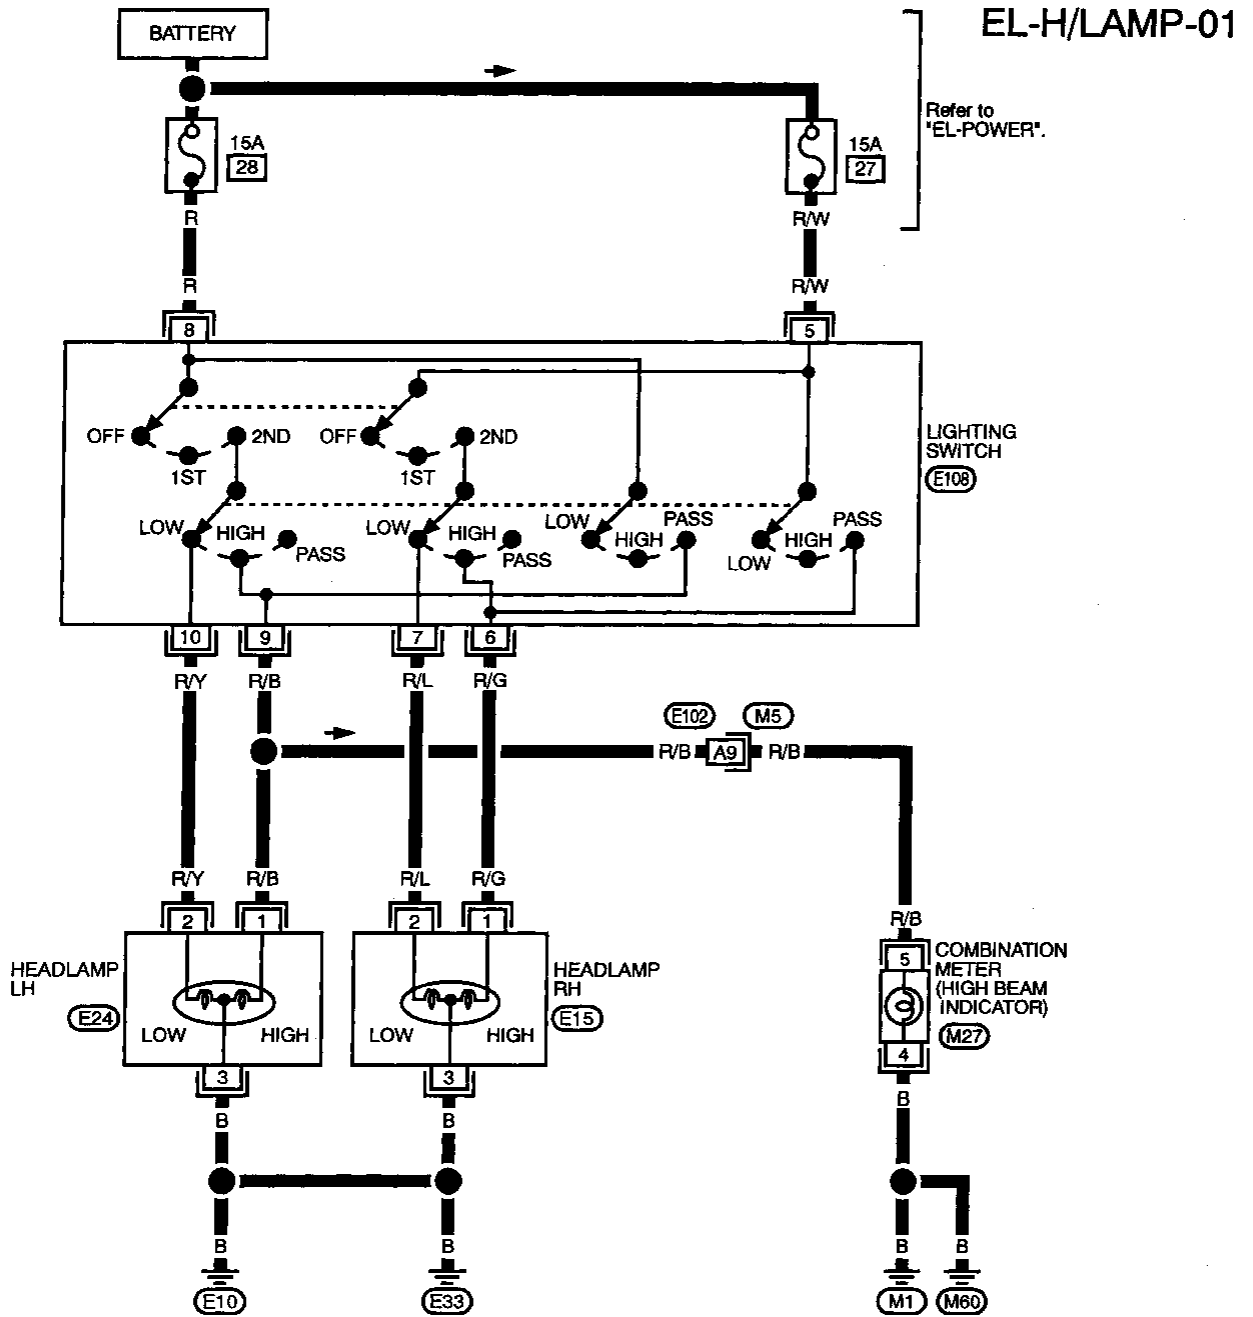 EL-H/LAMP-01
BATTERY
Refer to
"EL-POWER".
15A
28
15A
27
R
R/W
R
R/W
8
5
OFF
2ND
1ST
OFF
2ND
1ST
LIGHTING
SWITCH
E108
LOW
HIGH
PASS
LOW
HIGH
PASS
LOW
HIGH
PASS
LOW
HIGH
PASS
10
9
7
6
R/Y
R/B
R/L
R/G
E102
M5
R/B
A9
R/B
R/Y
R/B
R/L
R/G
2
1
2
1
R/B
5
HEADLAMP
LH
E24
LOW
HIGH
HEADLAMP
RH
E15
LOW
HIGH
COMBINATION
METER
(HIGH BEAM
INDICATOR)
M27
4
3
3
B
B
B
B
B
B
B
E10
E33
M1
M60